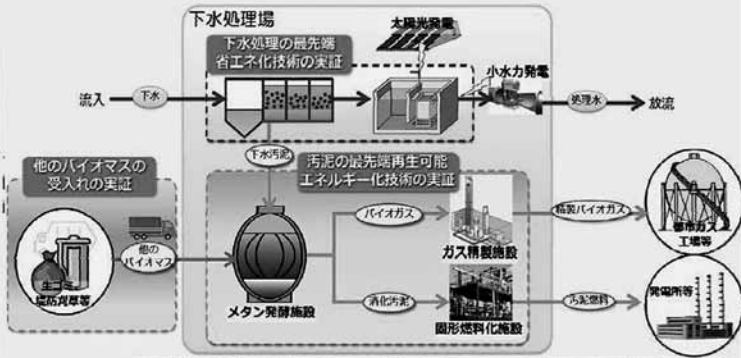 下水処理場
太陽光発電
下水処理の最先端
省エネ化技術の実証
小水力発電
流入
下水
処理水
放流
下水汚泥
汚泥の最先端再生可能
エネルギー化技術の実証
他のバイオマスの
受入れの実証
バイオガス
ガス精製施設
精製バイオガス
都市ガス
工場等
他の
バイオマス
生ゴミ
堤防刈草等
メタン発酵施設
消化汚泥
固形燃料化施設
汚泥燃料
発電所等